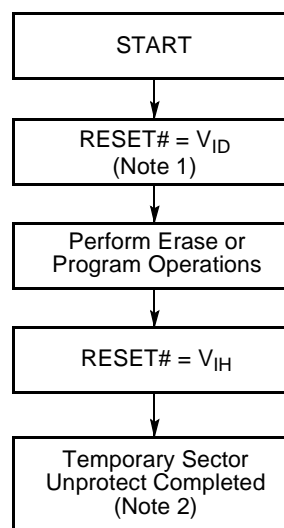 START
RESET# = VID
(Note 1)
Perform Erase or
Program Operations
RESET# = VIH
Temporary Sector
Unprotect Completed
(Note 2)